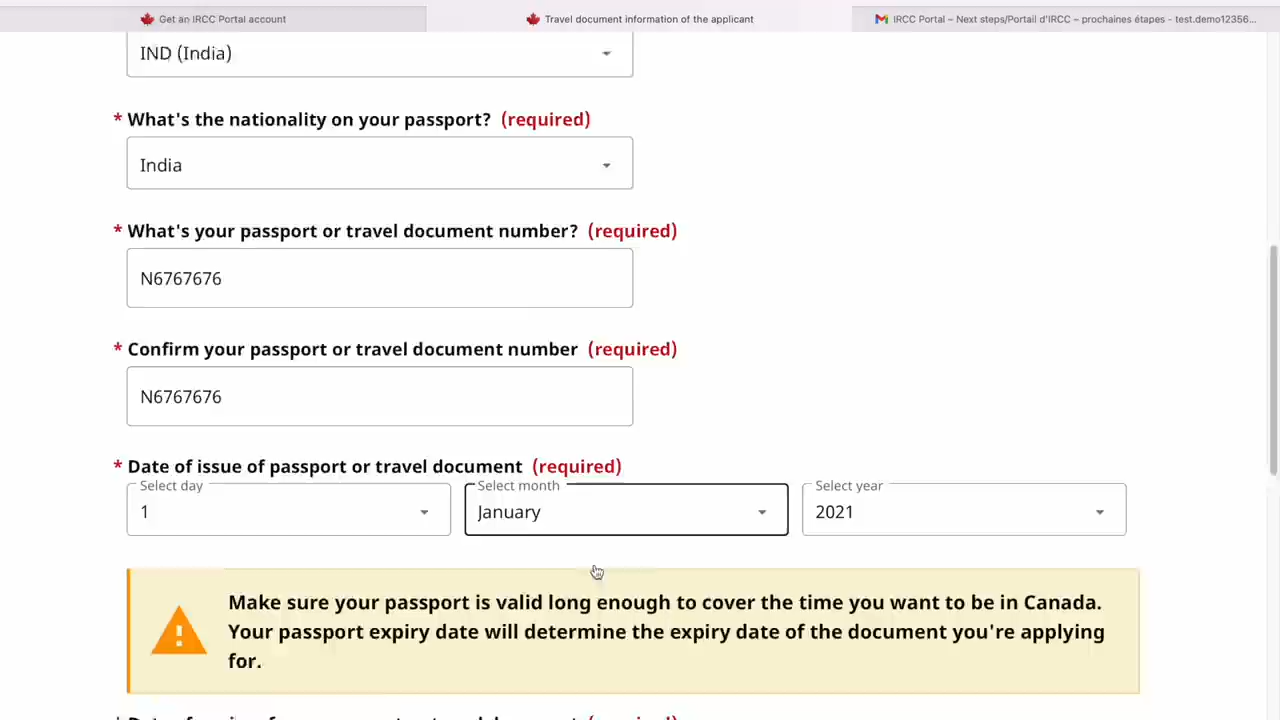 Get an IRCC Portal account
Travel document information of the applicant
IRCC Portal – Next steps/Portail d'IRCC – prochaines étapes - test.demo12356...
IND (India)
* What's the nationality on your passport? (required)
India
* What's your passport or travel document number? (required)
N6767676
* Confirm your passport or travel document number (required)
N6767676
* Date of issue of passport or travel document (required)
Select day
Select month
Select year
1
January
2021
Make sure your passport is valid long enough to cover the time you want to be in Canada.
Your passport expiry date will determine the expiry date of the document you're applying
for.